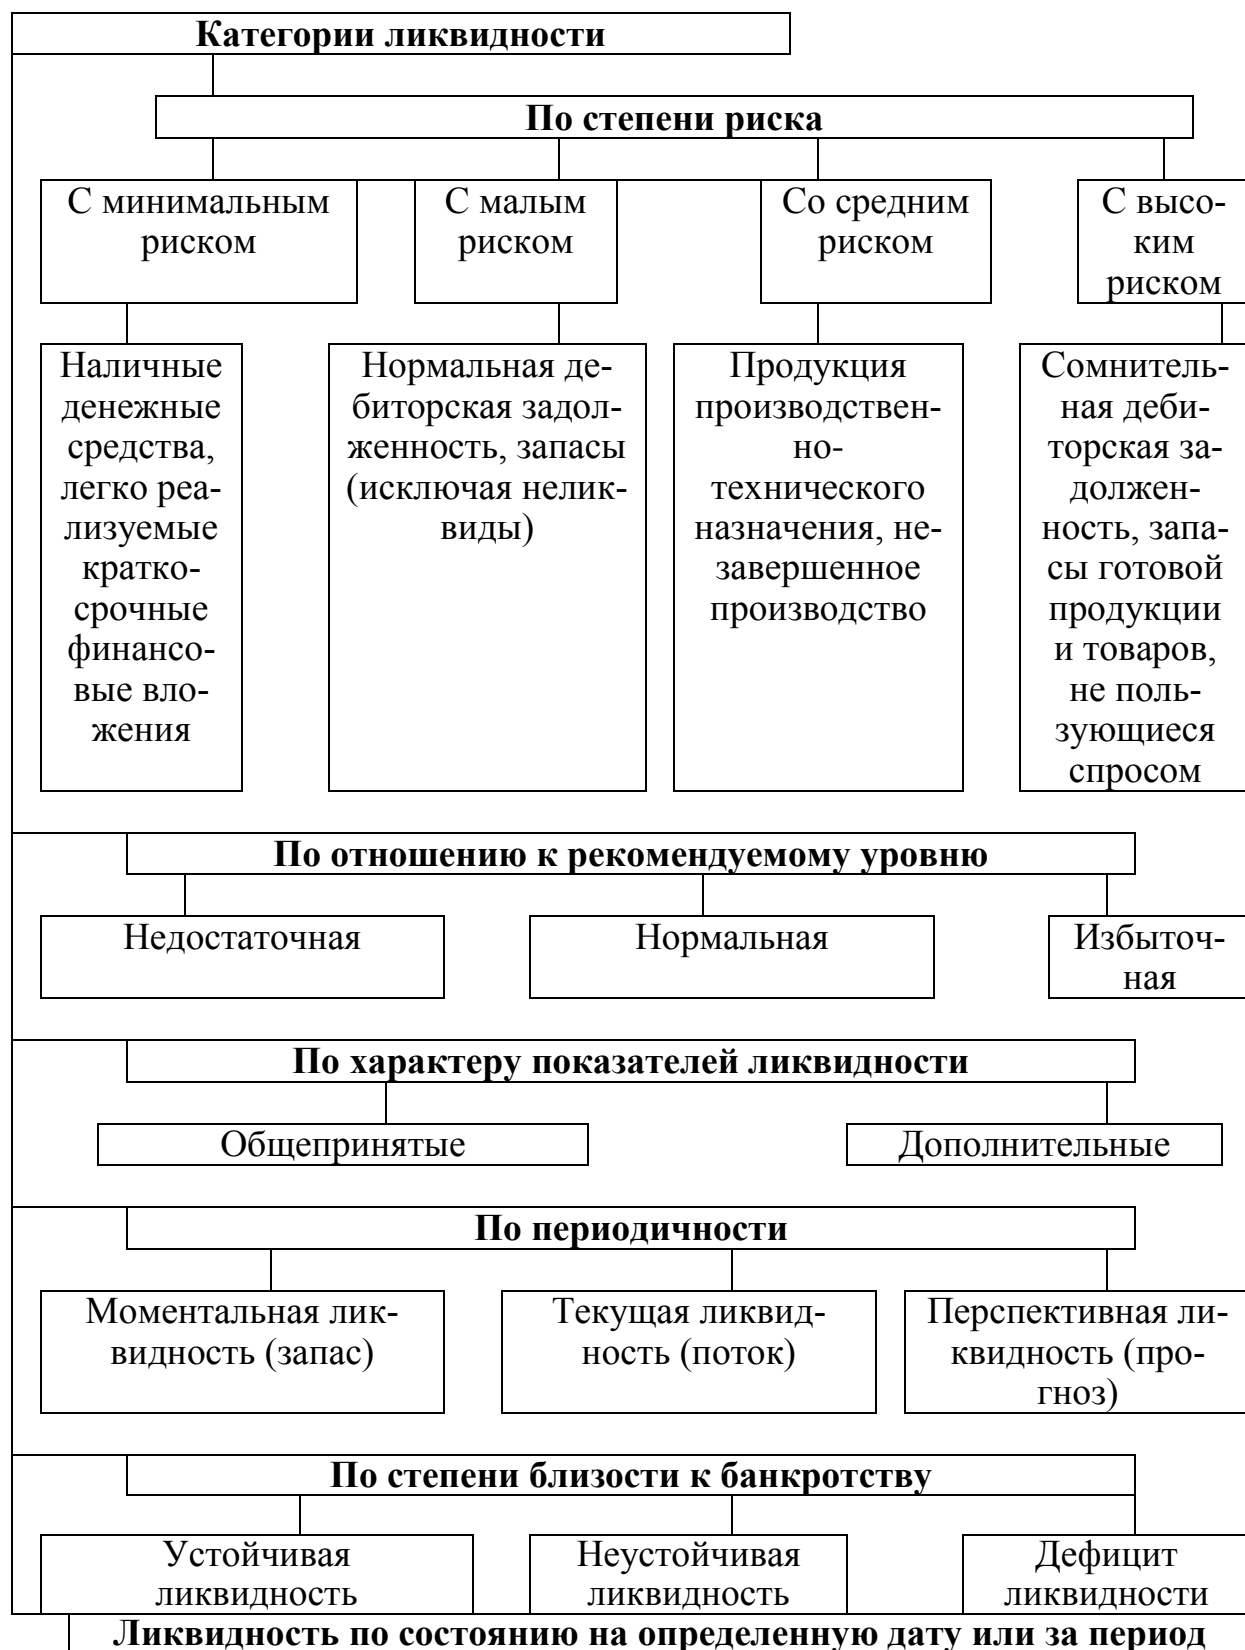 Категории ликвидности
По степени риска
С минимальным
риском
С малым
риском
Со средним
риском
С высо-
ким
риском
Наличные
денежные
средства,
легко реа-
лизуемые
кратко-
срочные
финансо-
вые вло-
жения
Нормальная де-
биторская задол-
женность, запасы
(исключая нелик-
виды)
Продукция
производствен-
но-
технического
назначения, не-
завершенное
производство
Сомнитель-
ная деби-
торская за-
должен-
ность, запа-
сы готовой
продукции
и товаров,
не поль-
зующиеся
спросом
По отношению к рекомендуемому уровню
Недостаточная
Нормальная
Избыточ-
ная
По характеру показателей ликвидности
Общепринятые
Дополнительные
По периодичности
Моментальная лик-
видность (запас)
Текущая ликвид-
ность (поток)
Перспективная ли-
квидность (про-
гноз)
По степени близости к банкротству
Устойчивая
ликвидность
Неустойчивая
ликвидность
Дефицит
ликвидности
Ликвидность по состоянию на определенную дату или за период